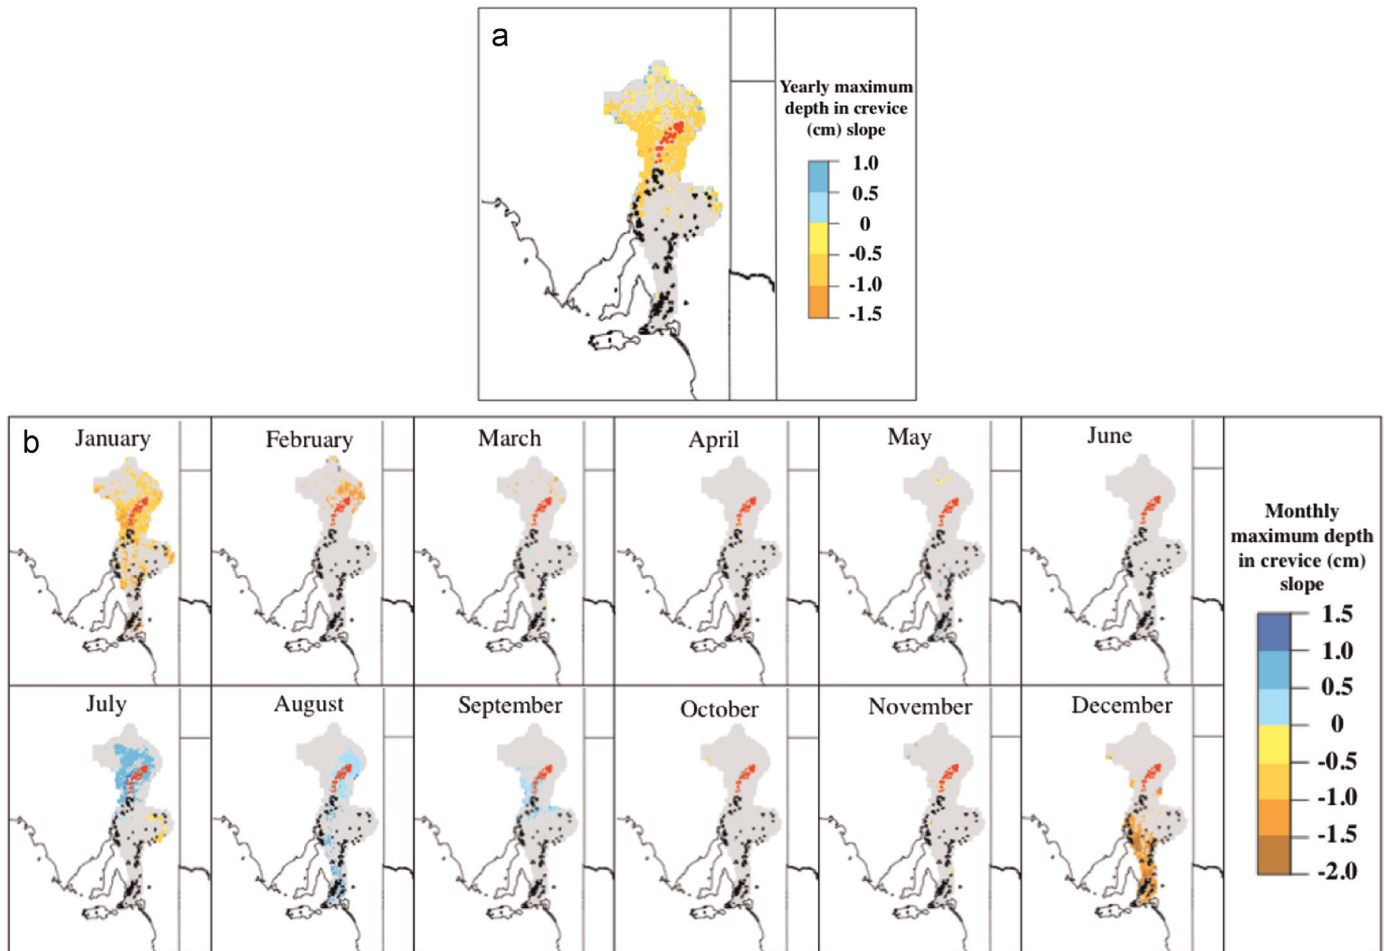 a
Yearly maximum
depth in crevice
(cm) slope
1.0
0.5
0
-0.5
-1.0
-1.5
b
January
February
March
April
May
June
July
August
September
October
November
December
Monthly
maximum depth
in crevice (cm)
slope
1.5
1.0
0.5
0
-0.5
-1.0
-1.5
-2.0